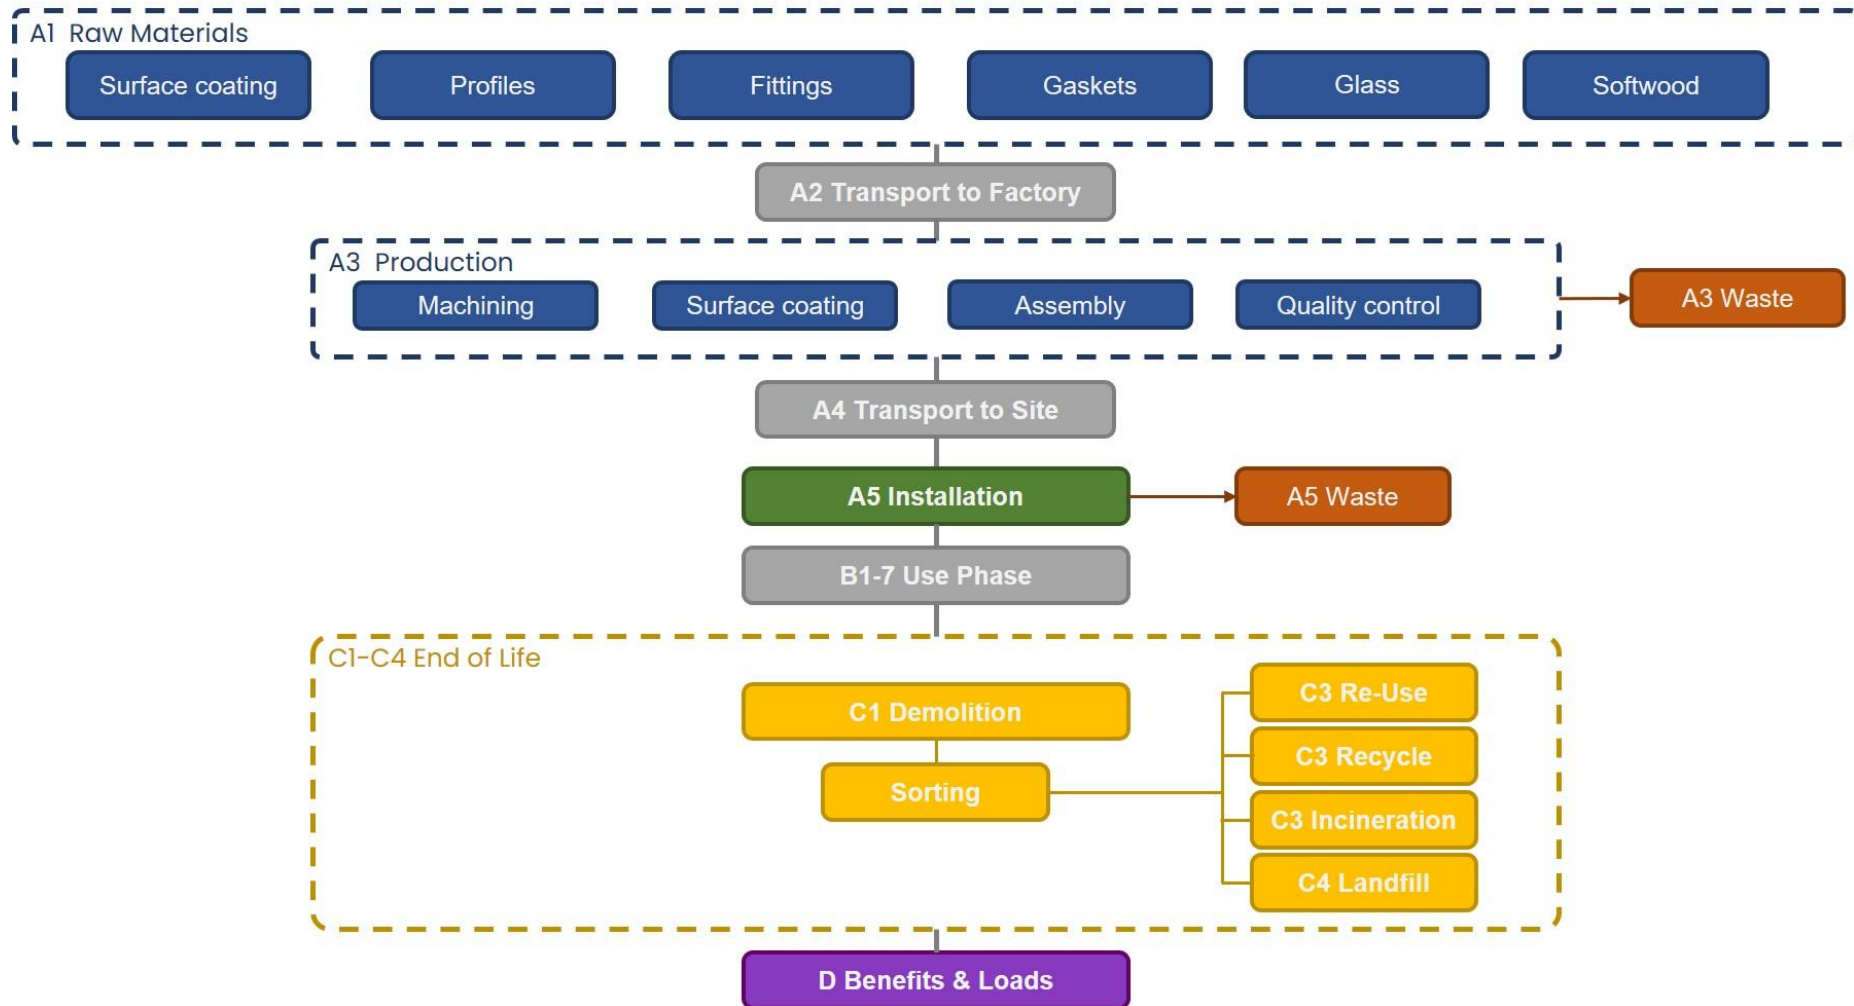 A1 Raw Materials
Surface coating
Profiles
Fittings
Gaskets
Glass
Softwood
A2 Transport to Factory
A3 Production
Machining
Surface coating
Assembly
Quality control
A3 Waste
A4 Transport to Site
A5 Installation
A5 Waste
B1-7 Use Phase
C1-C4 End of Life
C1 Demolition
Sorting
C3 Re-Use
C3 Recycle
C3 Incineration
C4 Landfill
D Benefits & Loads